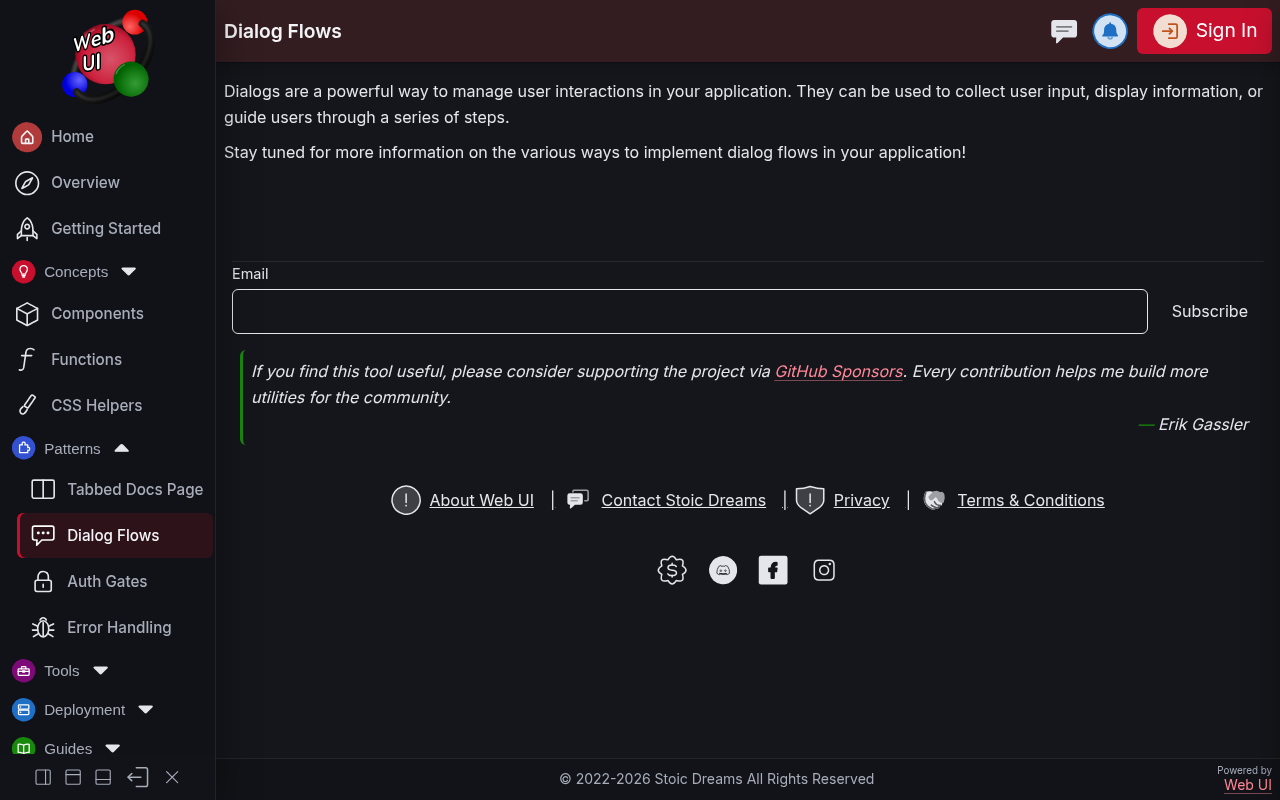 Web
UI
Home
Overview
Getting Started
Concepts
Components
Functions
CSS Helpers
Patterns
Tabbed Docs Page
Dialog Flows
Auth Gates
Error Handling
Tools
Deployment
Guides
Dialog Flows
Sign In
Dialogs are a powerful way to manage user interactions in your application. They can be used to collect user input, display information, or
guide users through a series of steps.
Stay tuned for more information on the various ways to implement dialog flows in your application!
Email
Subscribe
If you find this tool useful, please consider supporting the project via GitHub Sponsors. Every contribution helps me build more
utilities for the community.
— Erik Gassler
About Web UI | Contact Stoic Dreams | Privacy | Terms & Conditions
© 2022-2026 Stoic Dreams All Rights Reserved
Powered by
Web UI